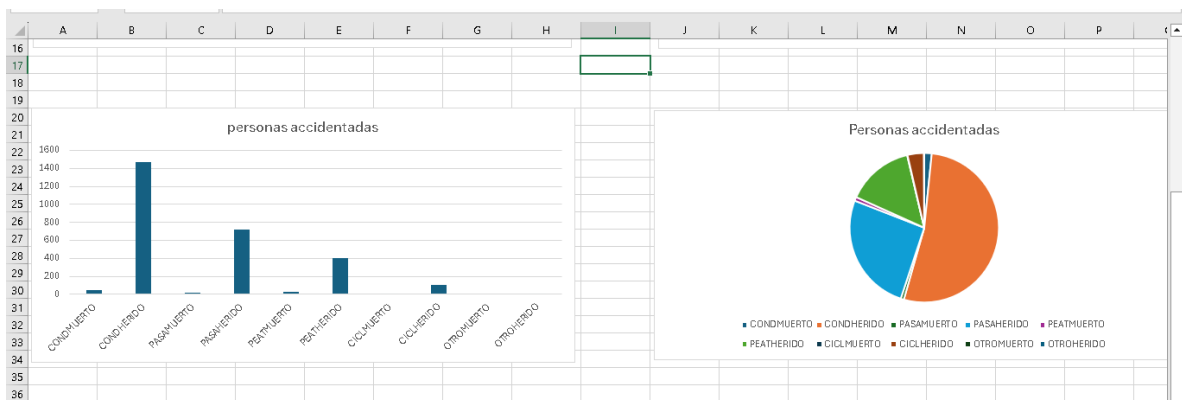 A B C D E F G H I J K L M N O P
16
17
18
19
20
21
22
23
24
25
26
27
28
29
30
31
32
33
34
35
36
personas accidentadas
1600
1400
1200
1000
800
600
400
200
0
CONDMUERTO
CONDHERIDO
PASAMUERTO
PASAHERIDO
PEATMUERTO
PEATHERIDO
CICLMUERTO
CICLHERIDO
OTROMUERTO
OTROHERIDO
Personas accidentadas
CONDMUERTO CONDHERIDO PASAMUERTO PASAHERIDO PEATMUERTO
PEATHERIDO CICLMUERTO CICLHERIDO OTROMUERTO OTROHERIDO